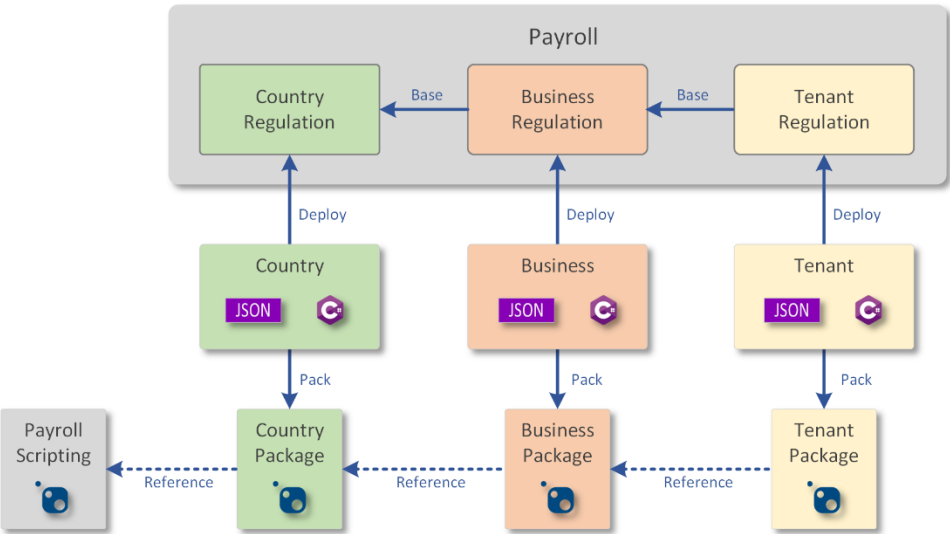 Payroll
Country
Regulation
Base
Business
Regulation
Base
Tenant
Regulation
Deploy
Deploy
Deploy
Country
JSON
C#
Business
JSON
C#
Tenant
JSON
C#
Pack
Pack
Pack
Payroll
Scripting
Reference
Country
Package
Reference
Business
Package
Reference
Tenant
Package